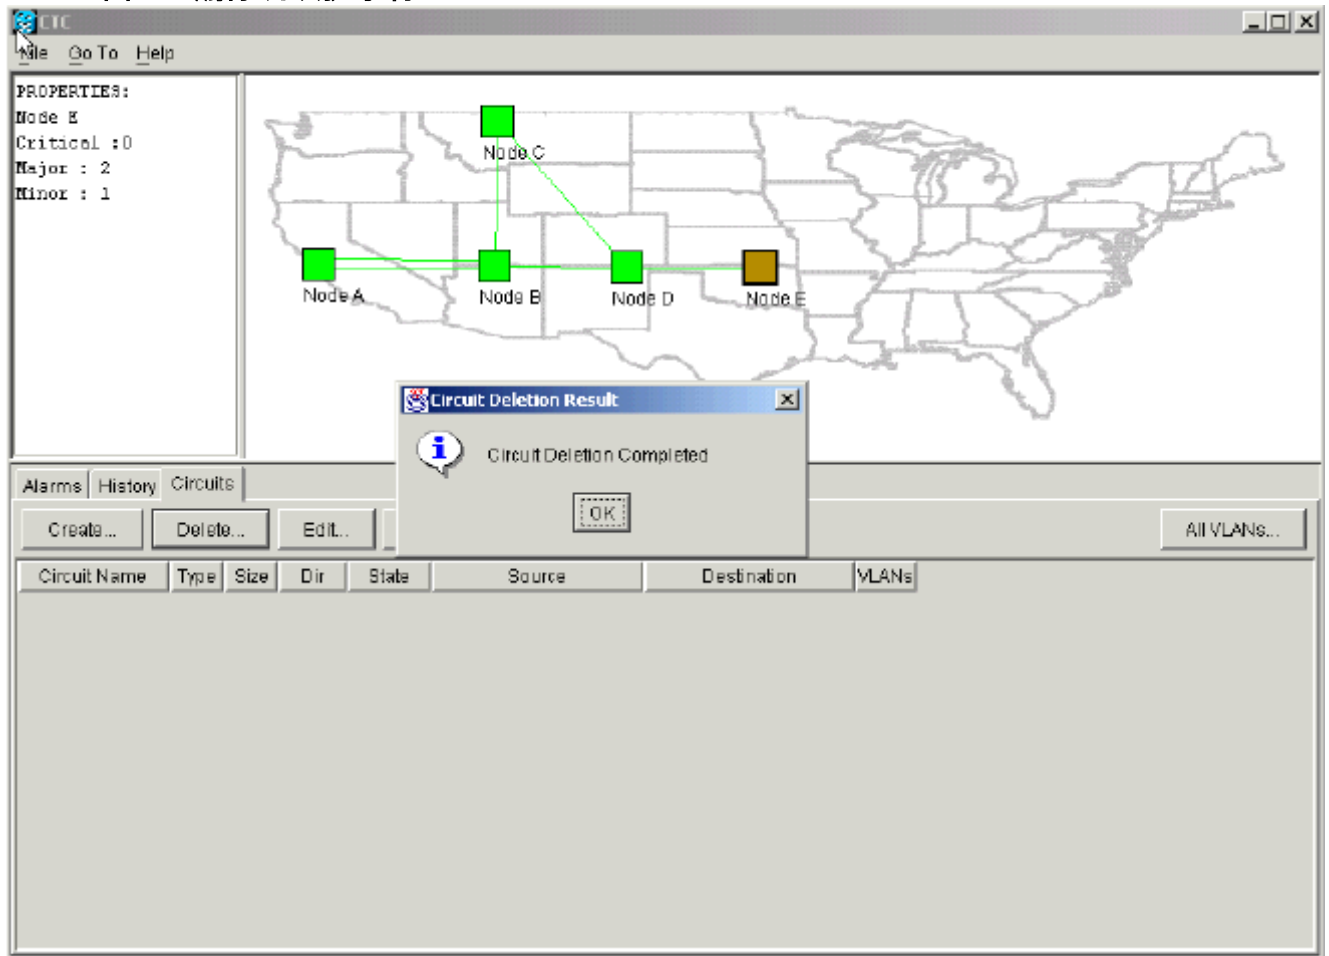 CTC
File Go To Help
PROPERTIES:
Node E
Critical :0
Major : 2
Minor : 1
Node C
Node A
Node B
Node D
Node E
Circuit Deletion Result
Circuit Deletion Completed
OK
Alarms History Circuits
Create... Delete... Edit... All VLANs...
Circuit Name Type Size Dir State Source Destination VLANs